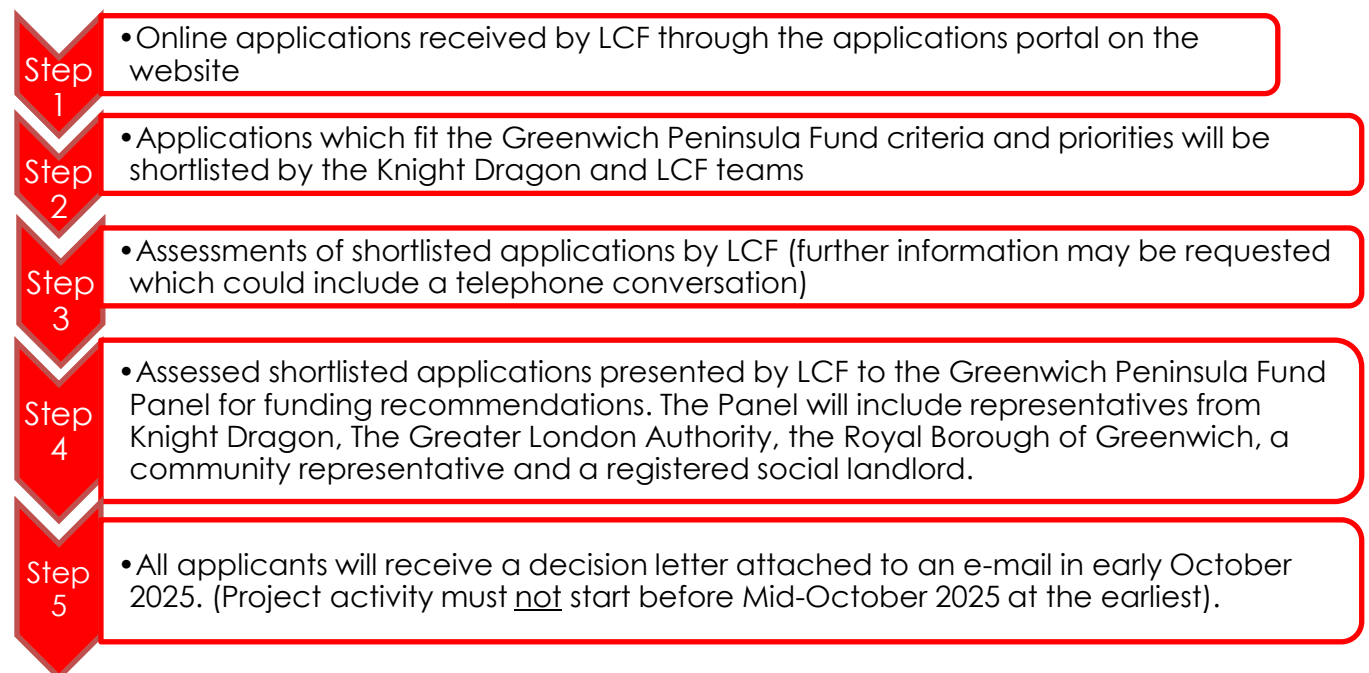 Step
1
•Online applications received by LCF through the applications portal on the
website
Step
2
•Applications which fit the Greenwich Peninsula Fund criteria and priorities will be
shortlisted by the Knight Dragon and LCF teams
Step
3
•Assessments of shortlisted applications by LCF (further information may be requested
which could include a telephone conversation)
Step
4
•Assessed shortlisted applications presented by LCF to the Greenwich Peninsula Fund
Panel for funding recommendations. The Panel will include representatives from
Knight Dragon, The Greater London Authority, the Royal Borough of Greenwich, a
community representative and a registered social landlord.
Step
5
•All applicants will receive a decision letter attached to an e-mail in early October
2025. (Project activity must not start before Mid-October 2025 at the earliest).